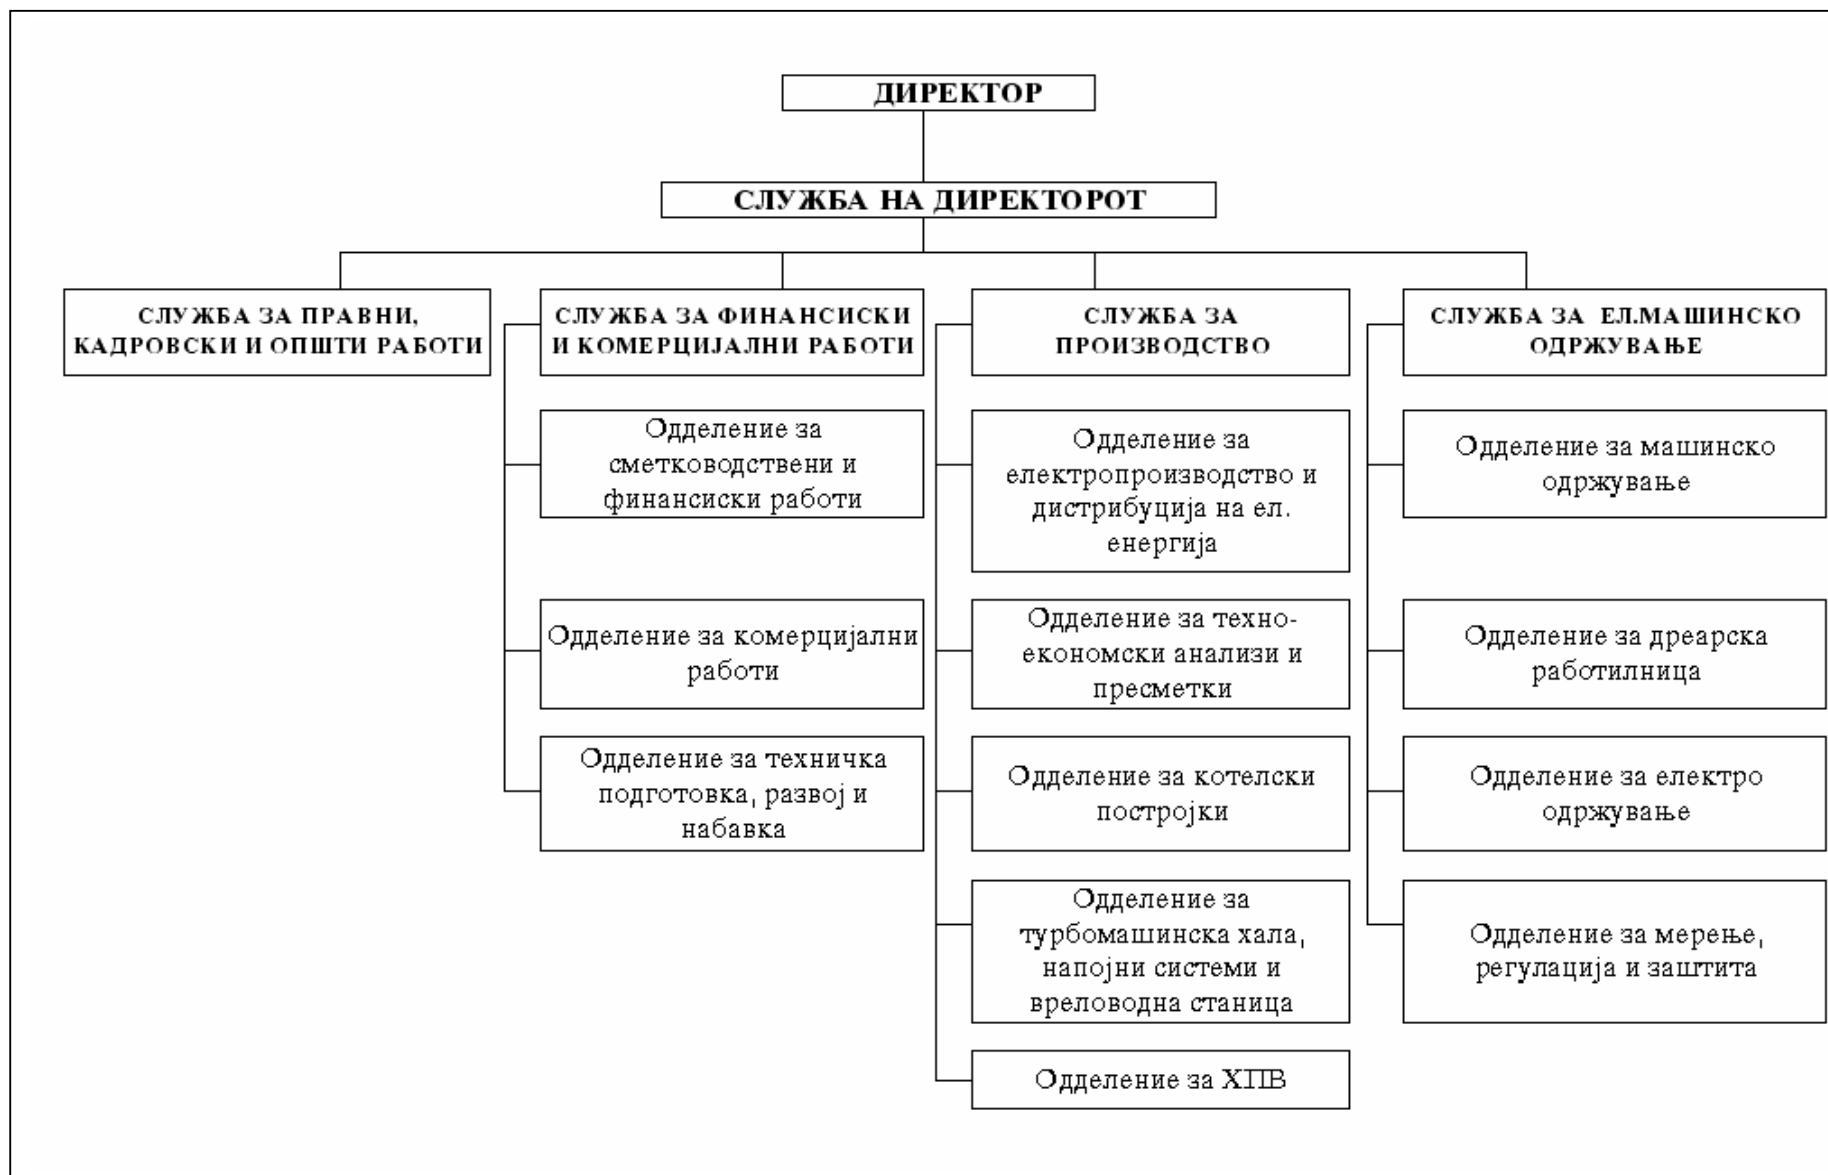 ДИРЕКТОР
СЛУЖБА НА ДИРЕКТОРОТ
СЛУЖБА ЗА ПРАВНИ,
КАДРОВСКИ И ОПШТИ РАБОТИ
СЛУЖБА ЗА ФИНАНСИСКИ
И КОМЕРЦИЈАЛНИ РАБОТИ
Одделение за
сметководствени и
финансиски работи
Одделение за комерцијални
работи
Одделение за техничка
подготовка, развој и
набавка
СЛУЖБА ЗА
ПРОИЗВОДСТВО
Одделение за
електропроизводство и
дистрибуција на ел.
енергија
Одделение за техно-
економски анализи и
пресметки
Одделение за котелски
постројки
Одделение за
турбомашинска хала,
напојни системи и
вреловодна станица
Одделение за ХПВ
СЛУЖБА ЗА ЕЛ.МАШИНСКО
ОДРЖУВАЊЕ
Одделение за машинско
одржување
Одделение за дреарска
работилница
Одделение за електро
одржување
Одделение за мерење,
регулација и заштита